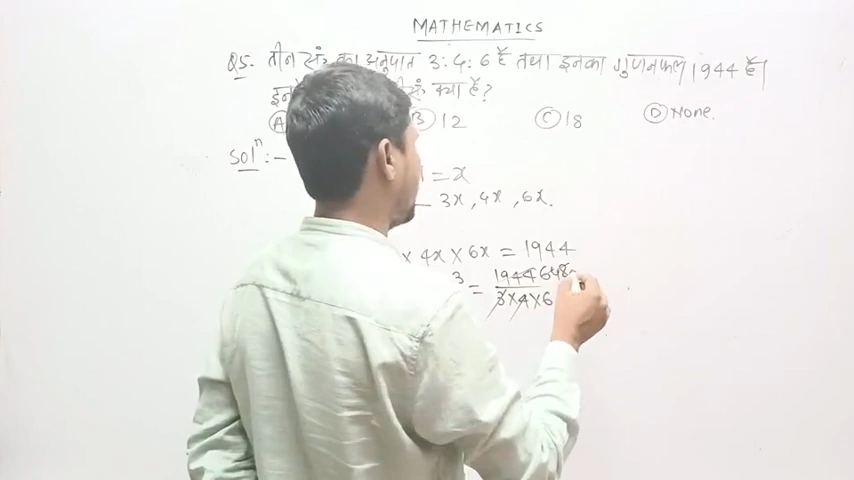 MATHEMATICS
Q5. तीन सं० का अनुपात 3:4:6 है तथा इनका गुणनफल 1944 है|
क्या है?
A B 12 C 18 D None.
Solⁿ:-
= x
3x, 4x, 6x.
× 4x × 6x = 1944
3 = 1944 648
3×4×6